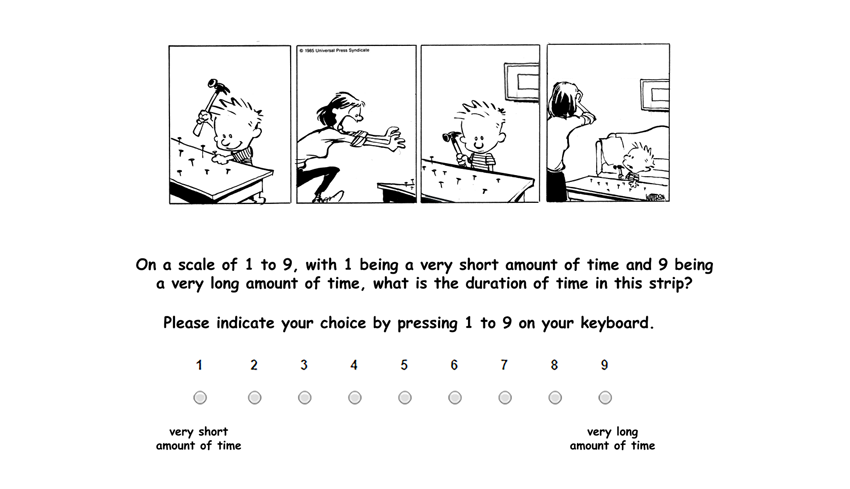 © 1985 Universal Press Syndicate
On a scale of 1 to 9, with 1 being a very short amount of time and 9 being
a very long amount of time, what is the duration of time in this strip?
Please indicate your choice by pressing 1 to 9 on your keyboard.
1 2 3 4 5 6 7 8 9
very short
amount of time
very long
amount of time